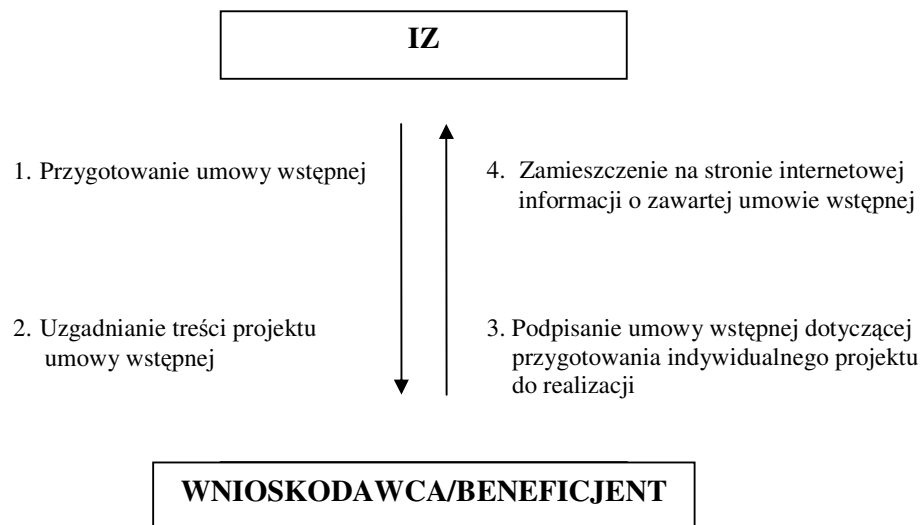 IZ
1. Przygotowanie umowy wstępnej
2. Uzgadnianie treści projektu
umowy wstępnej
4. Zamieszczenie na stronie internetowej
informacji o zawartej umowie wstępnej
3. Podpisanie umowy wstępnej dotyczącej
przygotowania indywidualnego projektu
do realizacji
WNIOSKODAWCA/BENEFICJENT